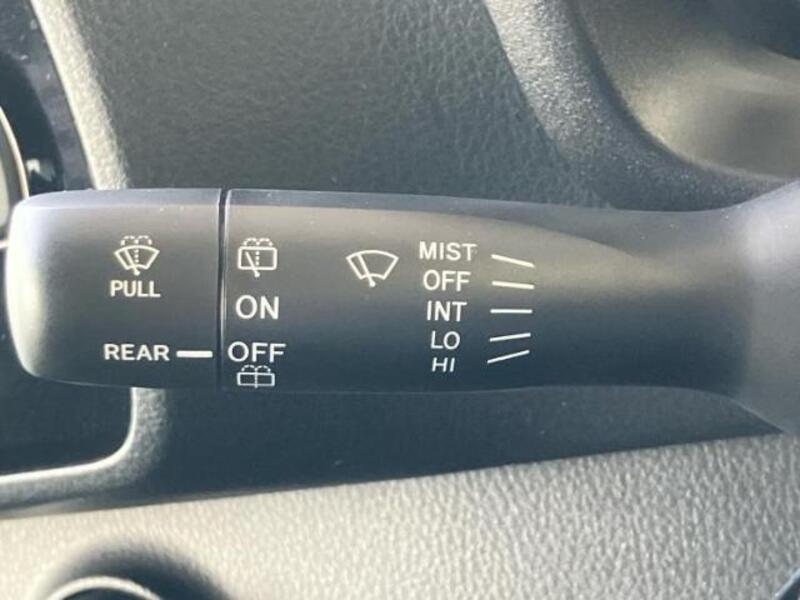 PULL
REAR
ON
OFF
MIST
OFF
INT
LO
HI